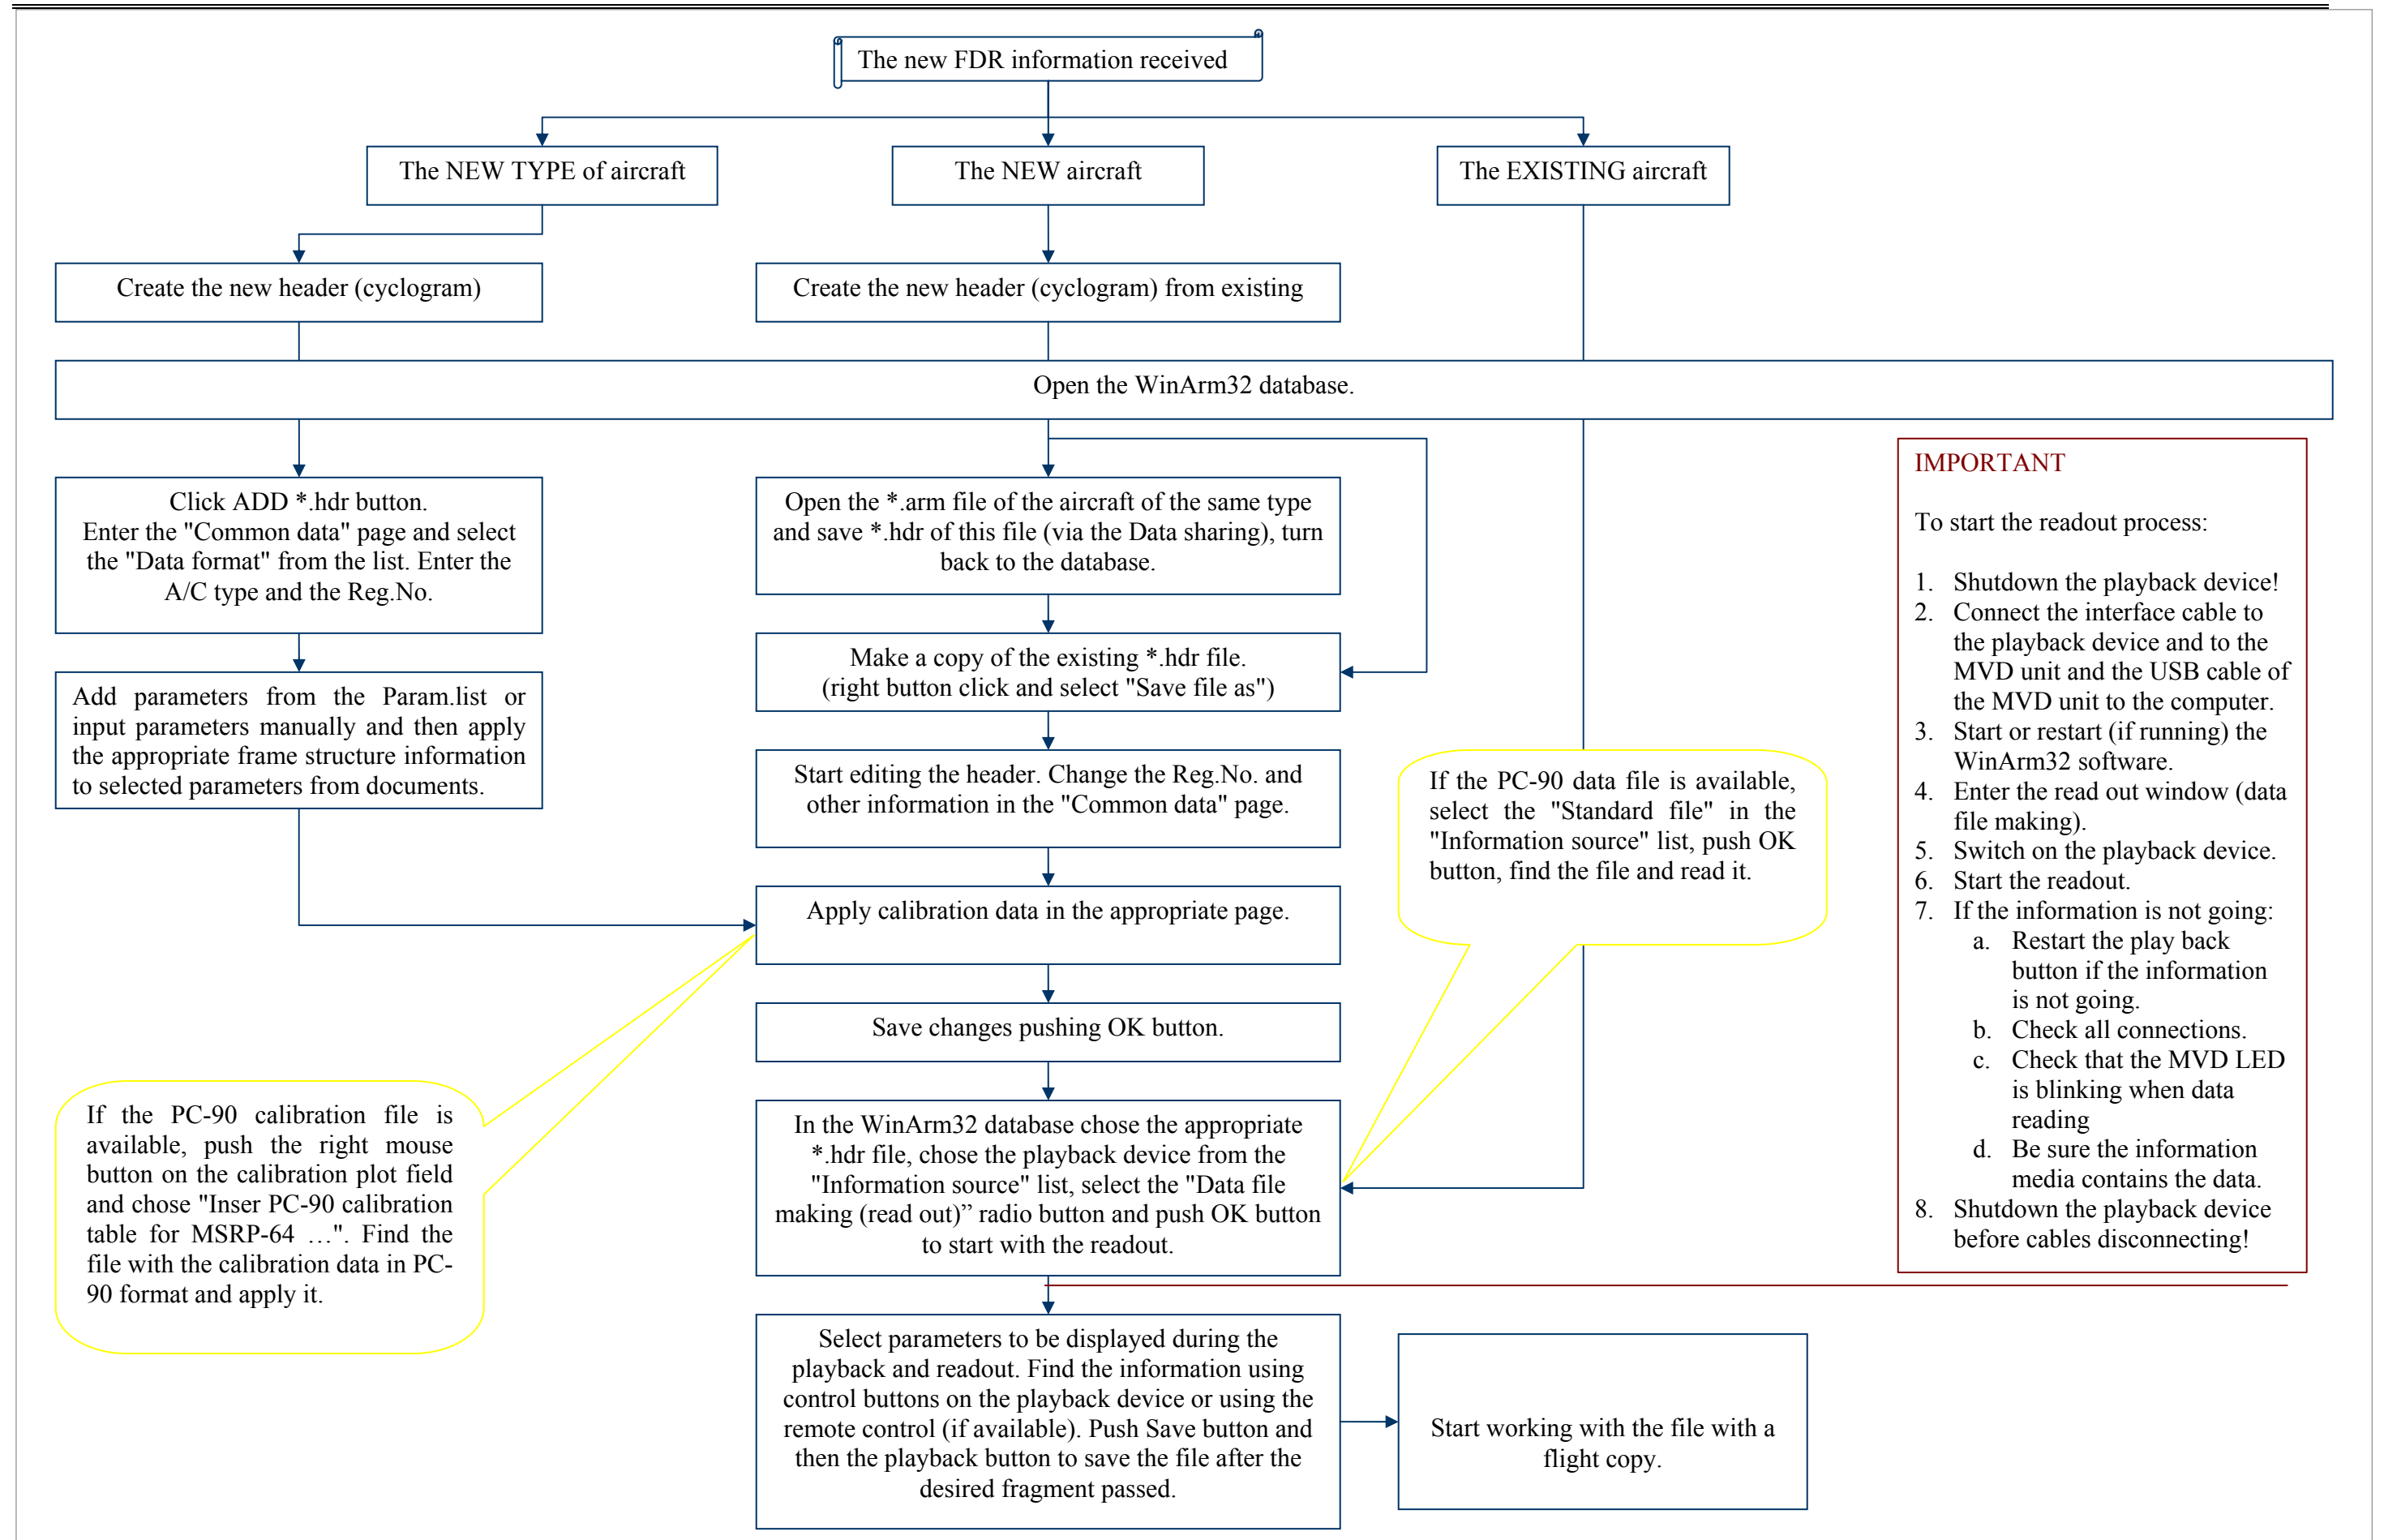 The new FDR information received
The NEW TYPE of aircraft
The NEW aircraft
The EXISTING aircraft
Create the new header (cyclogram)
Create the new header (cyclogram) from existing
Open the WinArm32 database.
Click ADD *.hdr button.
Enter the "Common data" page and select
the "Data format" from the list. Enter the
A/C type and the Reg.No.
Add parameters from the Param.list or
input parameters manually and then apply
the appropriate frame structure information
to selected parameters from documents.
Open the *.arm file of the aircraft of the same type
and save *.hdr of this file (via the Data sharing), turn
back to the database.
Make a copy of the existing *.hdr file.
(right button click and select "Save file as")
Start editing the header. Change the Reg.No. and
other information in the "Common data" page.
Apply calibration data in the appropriate page.
Save changes pushing OK button.
If the PC-90 calibration file is
available, push the right mouse
button on the calibration plot field
and chose "Inser PC-90 calibration
table for MSRP-64 …". Find the
file with the calibration data in PC-
90 format and apply it.
If the PC-90 data file is available,
select the "Standard file" in the
"Information source" list, push OK
button, find the file and read it.
In the WinArm32 database chose the appropriate
*.hdr file, chose the playback device from the
"Information source" list, select the "Data file
making (read out)” radio button and push OK button
to start with the readout.
Select parameters to be displayed during the
playback and readout. Find the information using
control buttons on the playback device or using the
remote control (if available). Push Save button and
then the playback button to save the file after the
desired fragment passed.
Start working with the file with a
flight copy.
IMPORTANT
To start the readout process:
1. Shutdown the playback device!
2. Connect the interface cable to
the playback device and to the
MVD unit and the USB cable of
the MVD unit to the computer.
3. Start or restart (if running) the
WinArm32 software.
4. Enter the read out window (data
file making).
5. Switch on the playback device.
6. Start the readout.
7. If the information is not going:
a. Restart the play back
button if the information
is not going.
b. Check all connections.
c. Check that the MVD LED
is blinking when data
reading
d. Be sure the information
media contains the data.
8. Shutdown the playback device
before cables disconnecting!